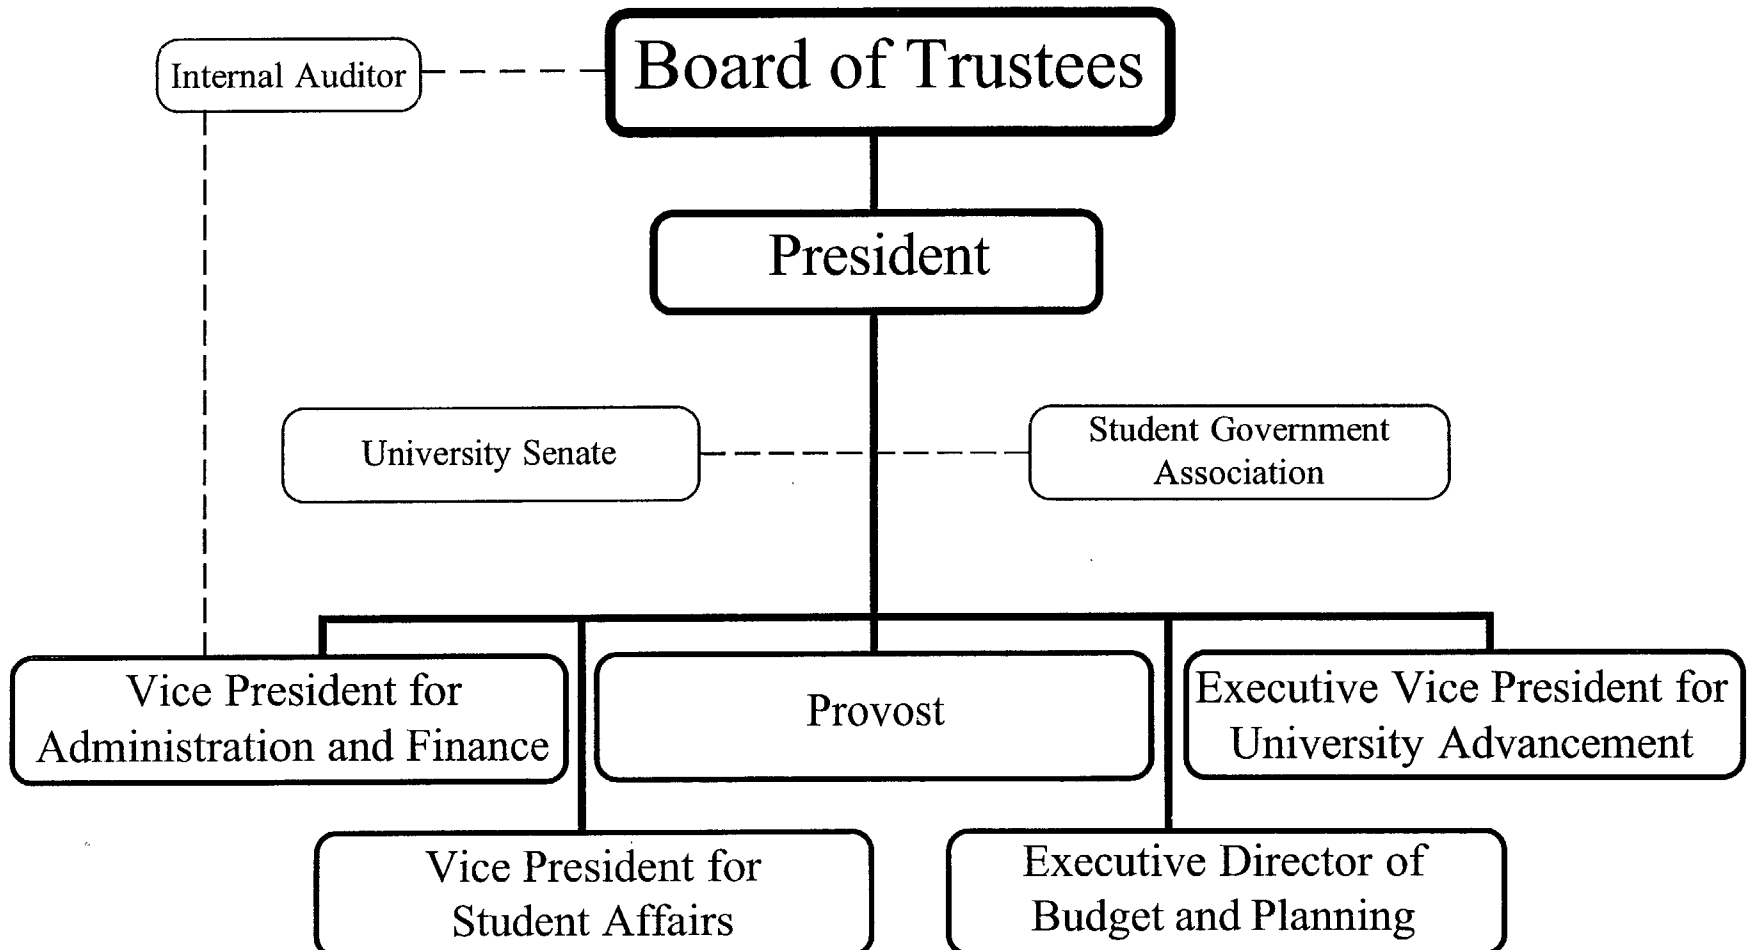 Board of Trustees
Internal Auditor
President
University Senate
Student Government
Association
Vice President for
Administration and Finance
Provost
Executive Vice President for
University Advancement
Vice President for
Student Affairs
Executive Director of
Budget and Planning